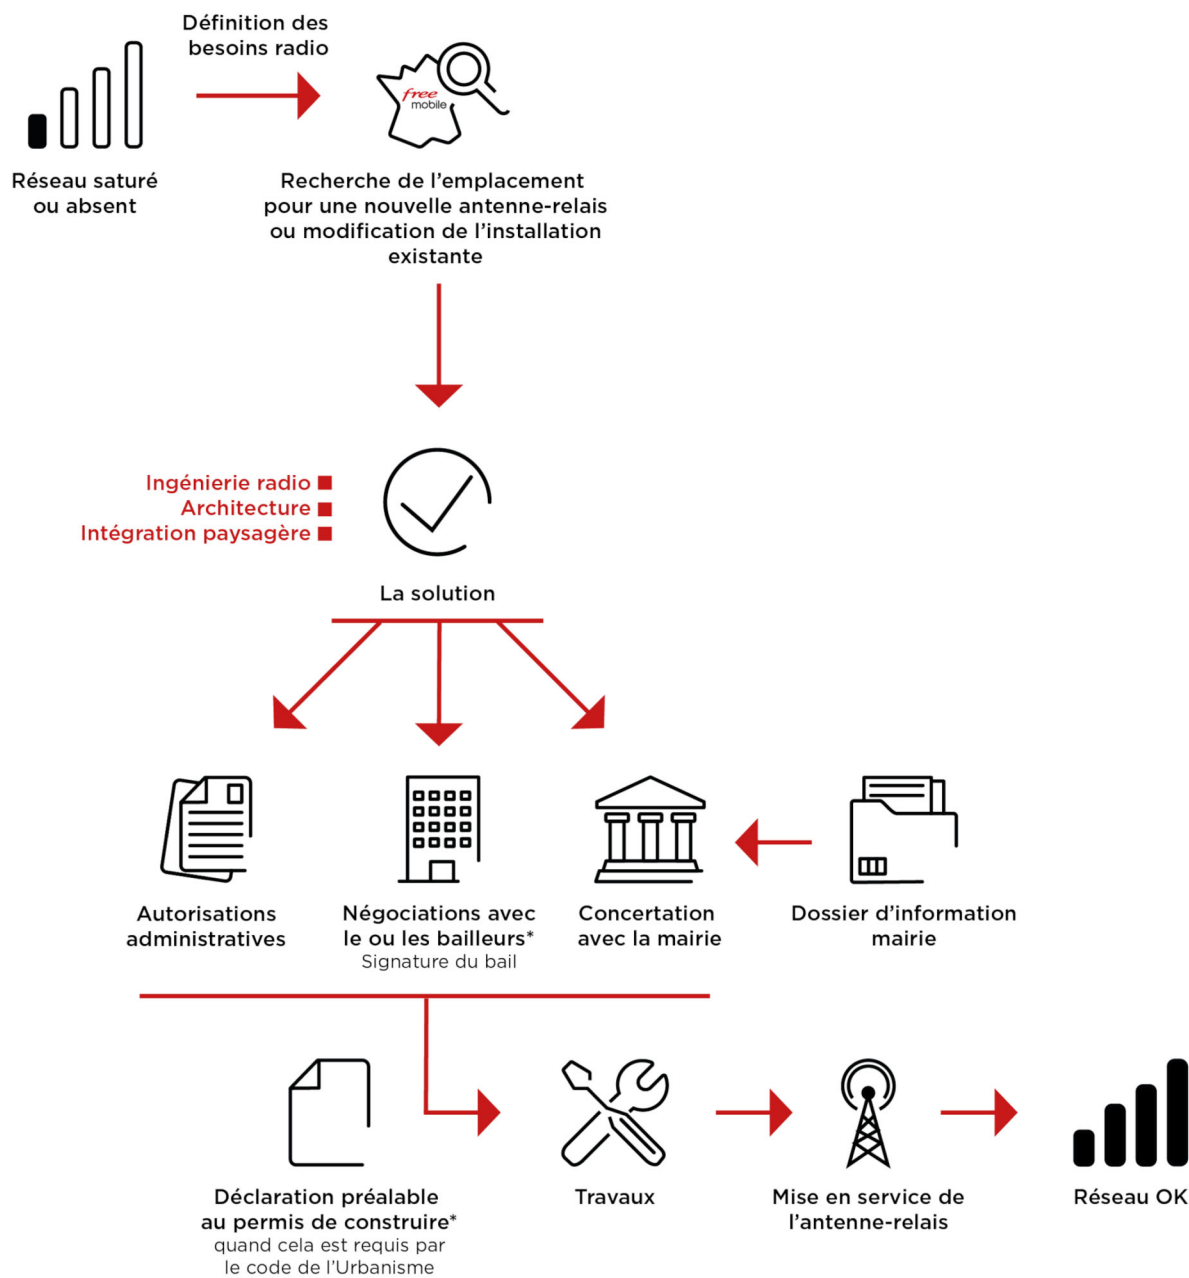 Définition des
besoins radio
free
mobile
Réseau saturé
ou absent
Recherche de l’emplacement
pour une nouvelle antenne-relais
ou modification de l’installation
existante
Ingénierie radio
Architecture
Intégration paysagère
La solution
Autorisations
administratives
Négociations avec
le ou les bailleurs*
Signature du bail
Concertation
avec la mairie
Dossier d’information
mairie
Déclaration préalable
au permis de construire*
quand cela est requis par
le code de l’Urbanisme
Travaux
Mise en service de
l’antenne-relais
Réseau OK